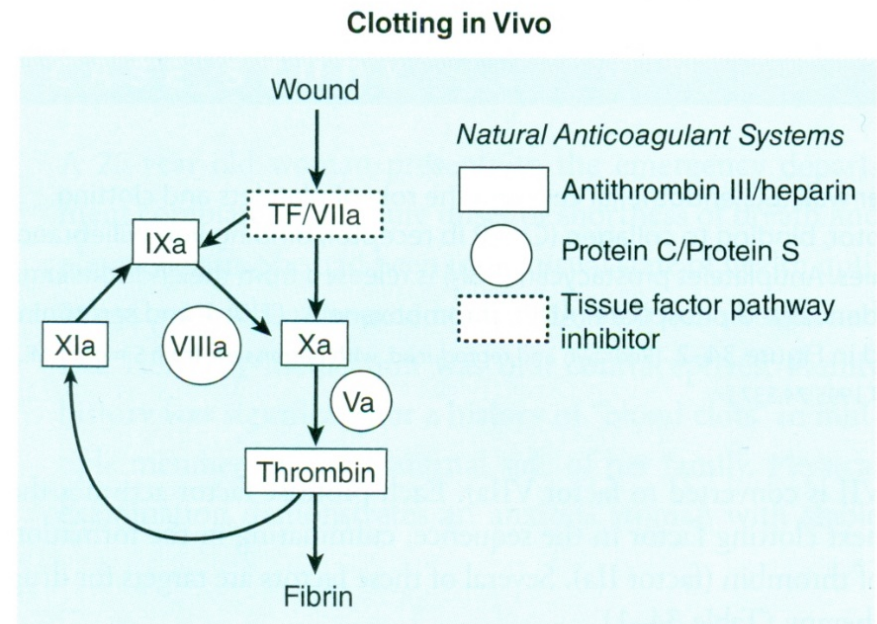 Clotting in Vivo
Wound
Natural Anticoagulant Systems
Antithrombin III/heparin
Protein C/Protein S
Tissue factor pathway
inhibitor
TF/VIIa
IXa
XIa
VIIIa
Xa
Va
Thrombin
Fibrin